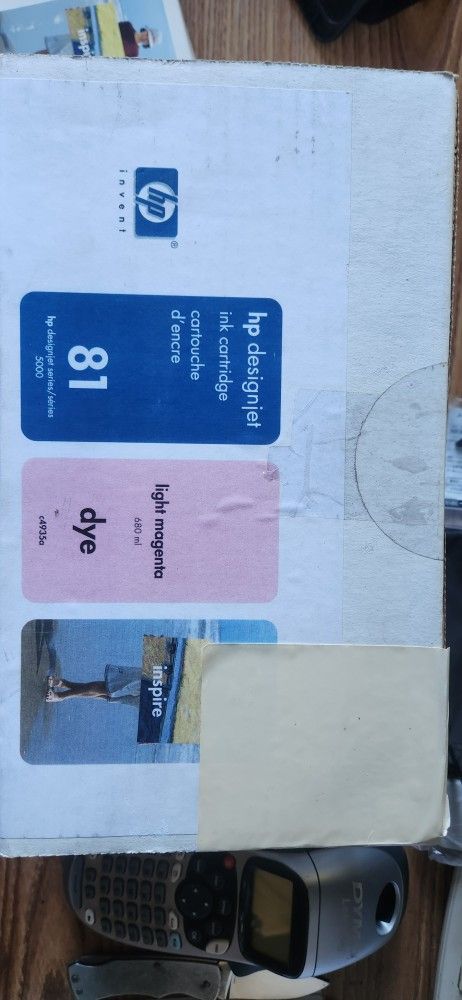 hp
®
invent
hp designjet
ink cartridge
cartouche
d'encre
81
hp designjet series/séries
5000
light magenta
680 ml
dye
c4935a
inspire
DYMO